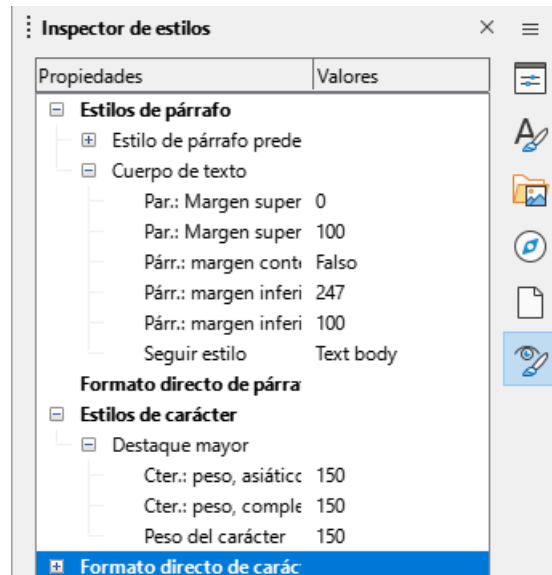 Inspector de estilos
Propiedades Valores
Estilos de párrafo
Estilo de párrafo prede
Cuerpo de texto
Par.: Margen super 0
Par.: Margen super 100
Párr.: margen conte Falso
Párr.: margen inferi 247
Párr.: margen inferi 100
Seguir estilo Text body
Formato directo de párra
Estilos de carácter
Destaque mayor
Cter.: peso, asiático 150
Cter.: peso, comple 150
Peso del carácter 150
Formato directo de carác